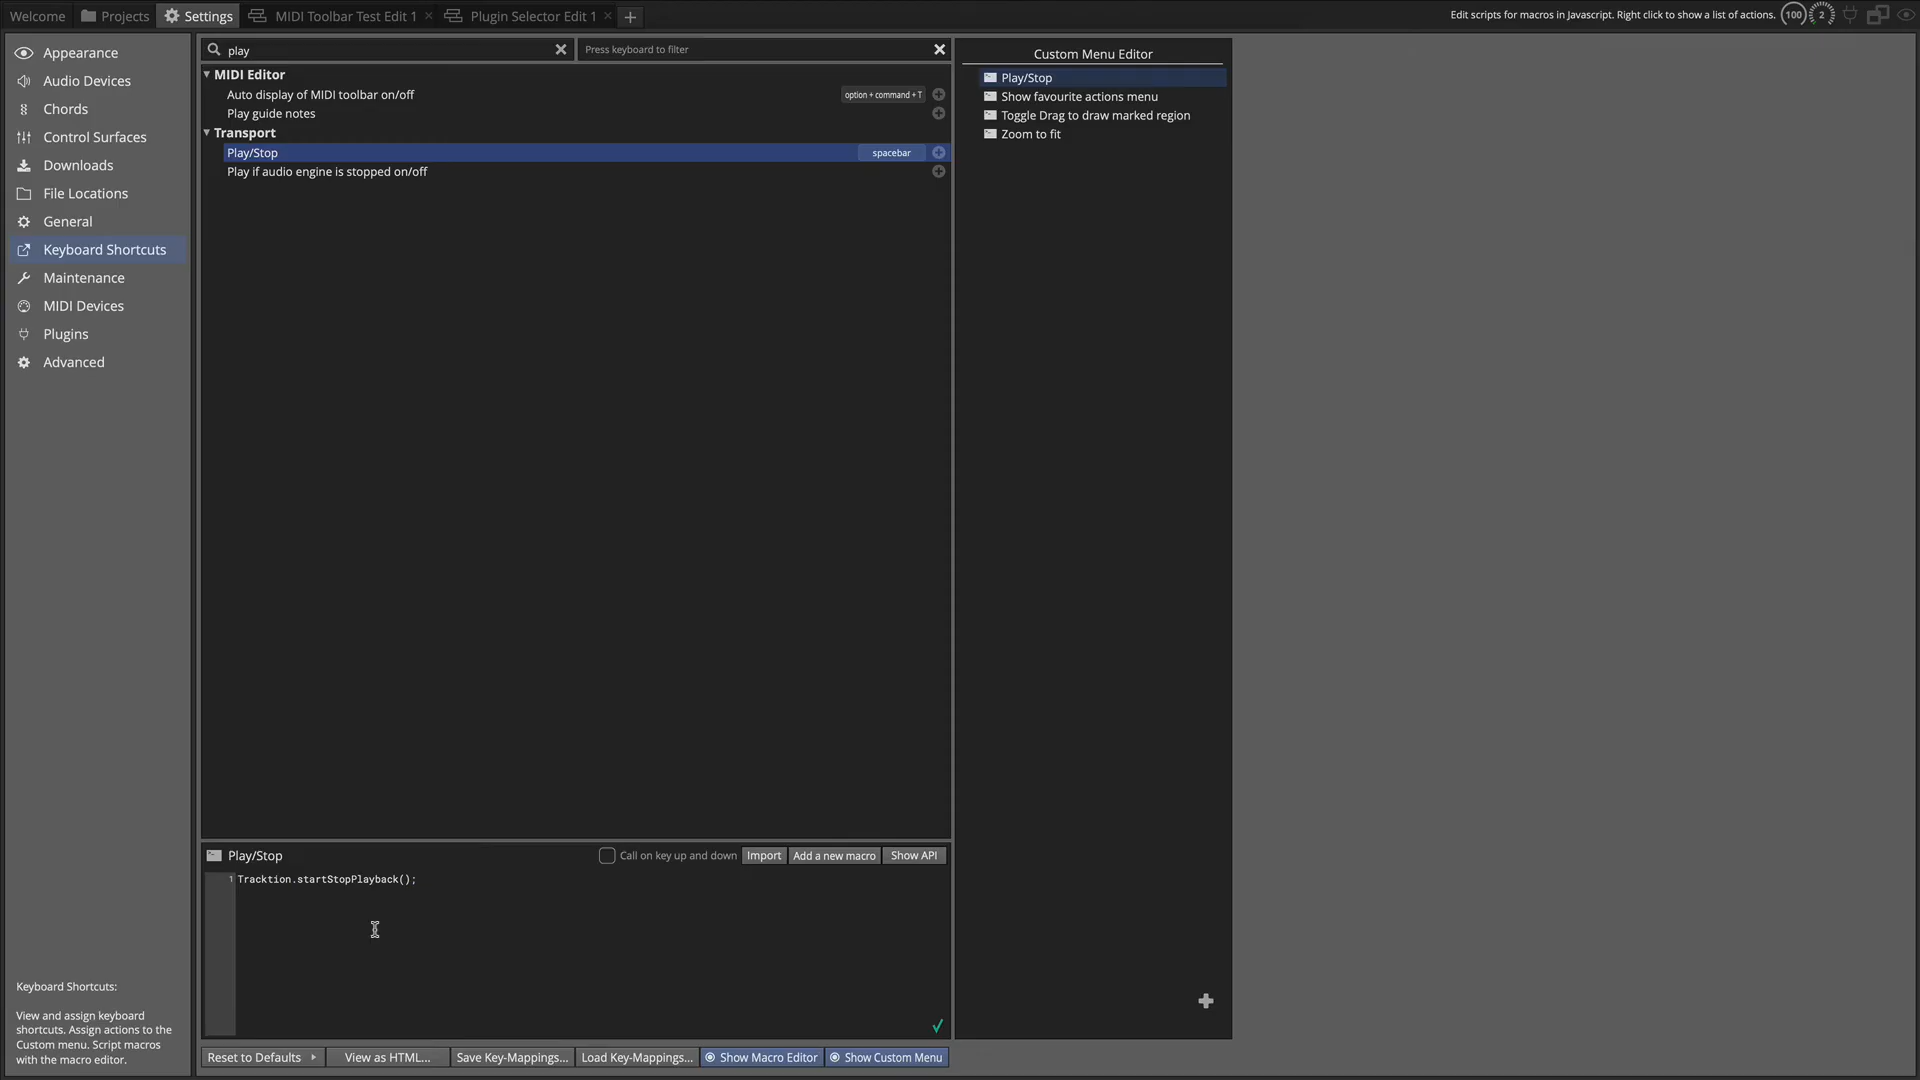 Welcome
Projects
Settings
MIDI Toolbar Test Edit 1
Plugin Selector Edit 1
Edit scripts for macros in Javascript. Right click to show a list of actions.
100
2
Appearance
Audio Devices
Chords
Control Surfaces
Downloads
File Locations
General
Keyboard Shortcuts
Maintenance
MIDI Devices
Plugins
Advanced
Keyboard Shortcuts:
View and assign keyboard
shortcuts. Assign actions to the
Custom menu. Script macros
with the macro editor.
play
Press keyboard to filter
MIDI Editor
Auto display of MIDI toolbar on/off
option + command + T
Play guide notes
Transport
Play/Stop
spacebar
Play if audio engine is stopped on/off
Play/Stop
Call on key up and down
Import
Add a new macro
Show API
1
Tracktion.startStopPlayback();
Reset to Defaults
View as HTML...
Save Key-Mappings...
Load Key-Mappings...
Show Macro Editor
Show Custom Menu
Custom Menu Editor
Play/Stop
Show favourite actions menu
Toggle Drag to draw marked region
Zoom to fit